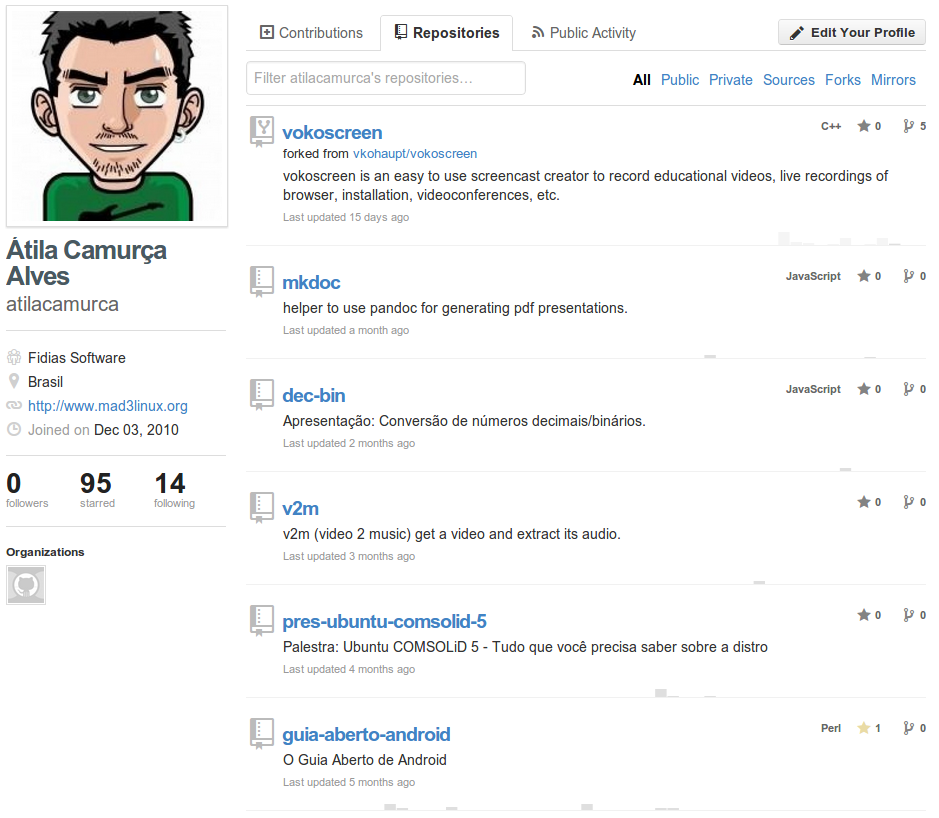 Átila Camurça
Alves
atilacamurca
Fidias Software
Brasil
http://www.mad3linux.org
Joined on Dec 03, 2010
0 95 14
followers starred following
Organizations
Contributions Repositories Public Activity Edit Your Profile
Filter atilacamurca's repositories…
All Public Private Sources Forks Mirrors
vokoscreen C++ 0 5
forked from vkohaupt/vokoscreen
vokoscreen is an easy to use screencast creator to record educational videos, live recordings of
browser, installation, videoconferences, etc.
Last updated 15 days ago
mkdoc JavaScript 0 0
helper to use pandoc for generating pdf presentations.
Last updated a month ago
dec-bin JavaScript 0 0
Apresentação: Conversão de números decimais/binários.
Last updated 2 months ago
v2m 0 0
v2m (video 2 music) get a video and extract its audio.
Last updated 3 months ago
pres-ubuntu-comsolid-5 0 0
Palestra: Ubuntu COMSOLiD 5 - Tudo que você precisa saber sobre a distro
Last updated 4 months ago
guia-aberto-android Perl 1 0
O Guia Aberto de Android
Last updated 5 months ago